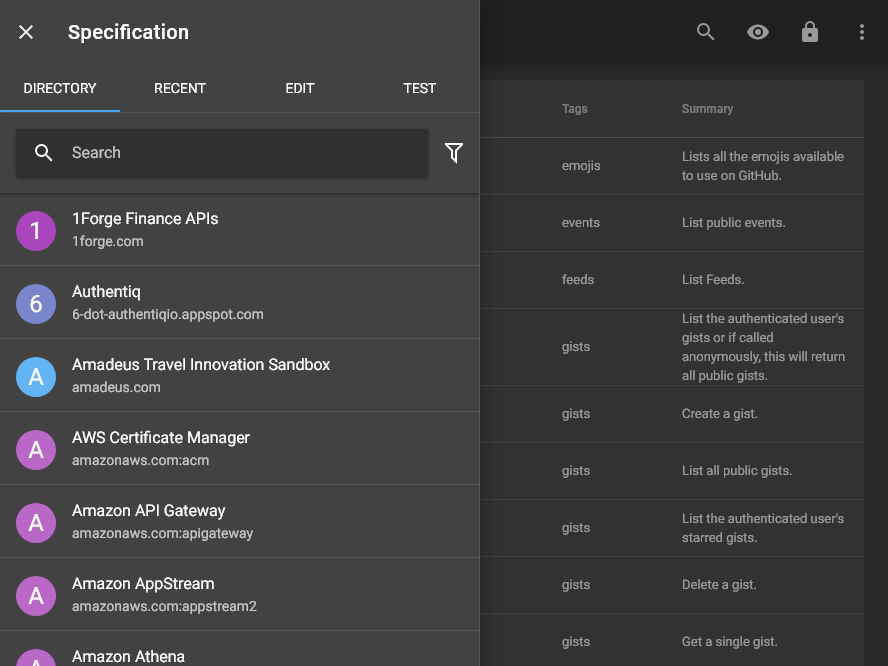 Specification
DIRECTORY
RECENT
EDIT
TEST
Search
1
1Forge Finance APIs
1forge.com
6
Authentiq
6-dot-authentiqio.appspot.com
A
Amadeus Travel Innovation Sandbox
amadeus.com
A
AWS Certificate Manager
amazonaws.com:acm
A
Amazon API Gateway
amazonaws.com:apigateway
A
Amazon AppStream
amazonaws.com:appstream2
A
Amazon Athena
Tags
Summary
emojis
Lists all the emojis available
to use on GitHub.
events
List public events.
feeds
List Feeds.
gists
List the authenticated user's
gists or if called
anonymously, this will return
all public gists.
gists
Create a gist.
gists
List all public gists.
gists
List the authenticated user's
starred gists.
gists
Delete a gist.
gists
Get a single gist.